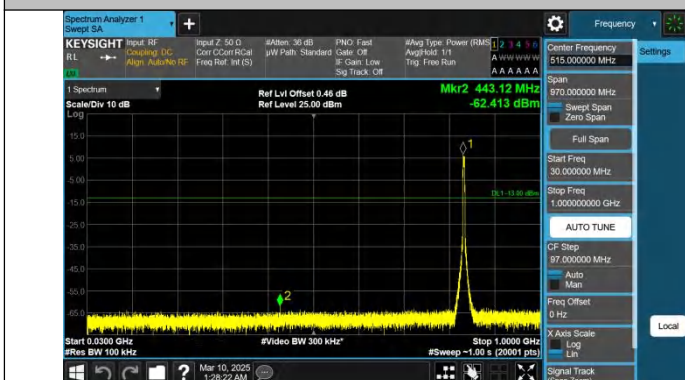 Spectrum Analyzer 1
Swept SA
Frequency
KEYSIGHT
RL
Input: RF
Coupling: DC
Align: Auto/No RF
Input Z: 50 Ω
Corr CCorr RCal
Freq Ref: Int (S)
#Atten: 36 dB
µW Path: Standard
PNO: Fast
Gate: Off
IF Gain: Low
Sig Track: Off
#Avg Type: Power (RMS
Avg|Hold: 1/1
Trig: Free Run
1 2 3 4 5 6
A W W W W W
A A A A A A
LW
1 Spectrum
Scale/Div 10 dB
Log
Ref Lvl Offset 0.46 dB
Ref Level 25.00 dBm
Mkr2 443.12 MHz
-62.413 dBm
15.0
5.00
-5.00
-15.0
-25.0
-35.0
-45.0
-55.0
-65.0
1
DL1 -13.00 dBm
2
Start 0.0300 GHz
#Res BW 100 kHz
#Video BW 300 kHz*
Stop 1.0000 GHz
#Sweep ~1.00 s (20001 pts)
Mar 10, 2025
1:28:22 AM
?
Center Frequency
515.000000 MHz
Settings
Span
970.000000 MHz
Swept Span
Zero Span
Full Span
Start Freq
30.000000 MHz
Stop Freq
1.000000000 GHz
AUTO TUNE
CF Step
97.000000 MHz
Auto
Man
Freq Offset
0 Hz
X Axis Scale
Log
Lin
Local
Signal Track
(Span Zoom)